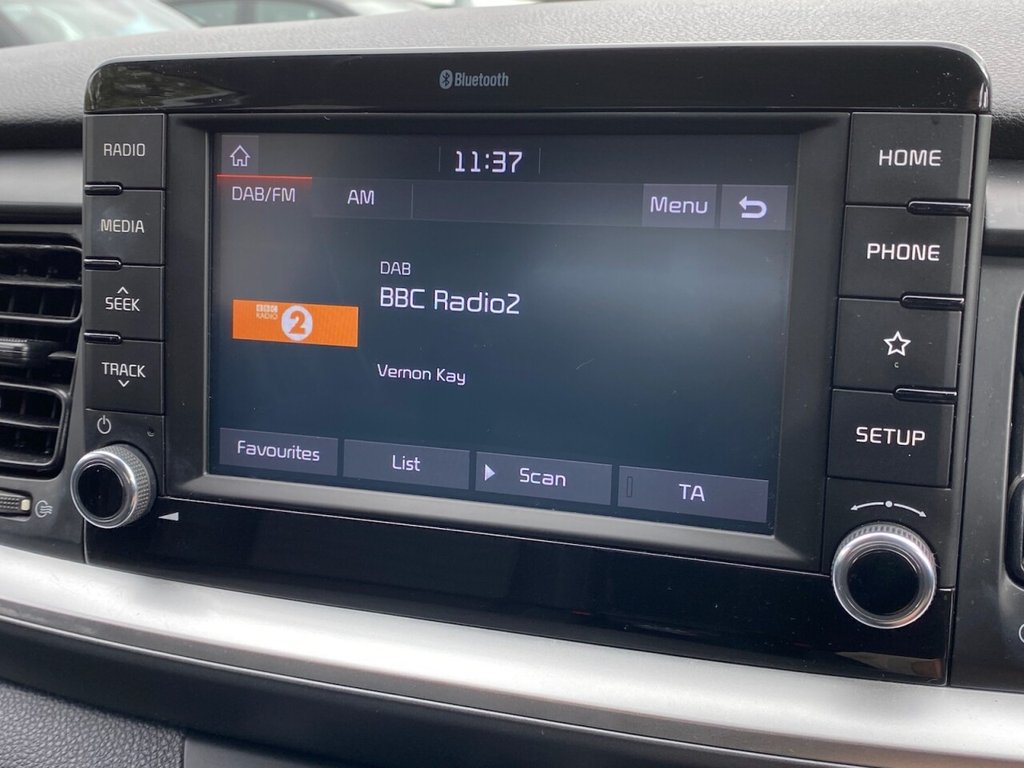 Bluetooth
RADIO
MEDIA
SEEK
TRACK
11:37
DAB/FM
AM
Menu
DAB
BBC Radio2
BBC
RADIO
2
Vernon Kay
Favourites
List
Scan
TA
HOME
PHONE
SETUP